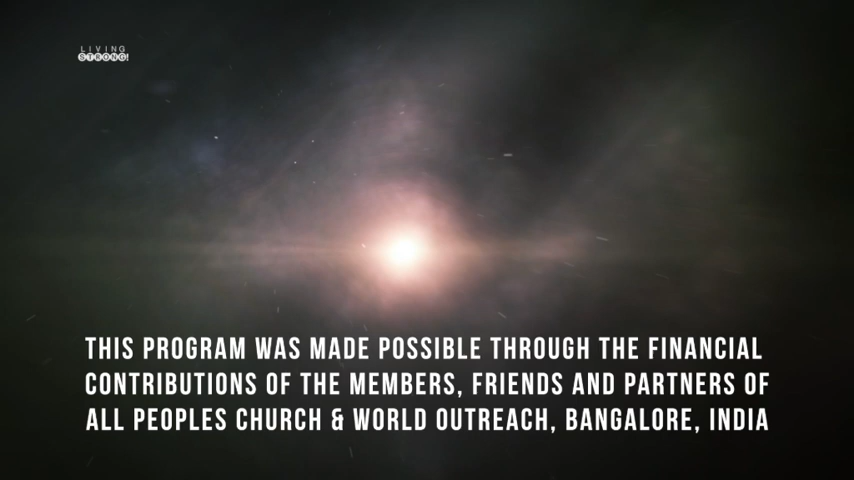 LIVING
STRONG!
THIS PROGRAM WAS MADE POSSIBLE THROUGH THE FINANCIAL
CONTRIBUTIONS OF THE MEMBERS, FRIENDS AND PARTNERS OF
ALL PEOPLES CHURCH & WORLD OUTREACH, BANGALORE, INDIA